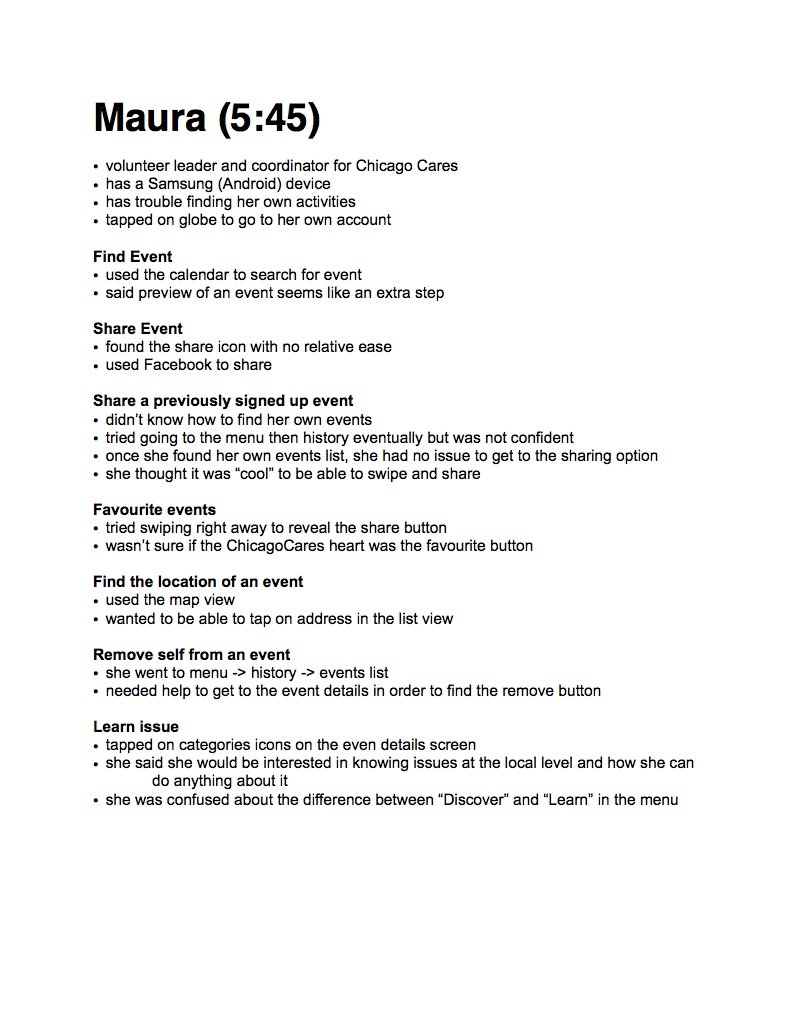 Maura (5:45)
• volunteer leader and coordinator for Chicago Cares
• has a Samsung (Android) device
• has trouble finding her own activities
• tapped on globe to go to her own account
Find Event
• used the calendar to search for event
• said preview of an event seems like an extra step
Share Event
• found the share icon with no relative ease
• used Facebook to share
Share a previously signed up event
• didn’t know how to find her own events
• tried going to the menu then history eventually but was not confident
• once she found her own events list, she had no issue to get to the sharing option
• she thought it was “cool” to be able to swipe and share
Favourite events
• tried swiping right away to reveal the share button
• wasn’t sure if the ChicagoCares heart was the favourite button
Find the location of an event
• used the map view
• wanted to be able to tap on address in the list view
Remove self from an event
• she went to menu -> history -> events list
• needed help to get to the event details in order to find the remove button
Learn issue
• tapped on categories icons on the even details screen
• she said she would be interested in knowing issues at the local level and how she can
do anything about it
• she was confused about the difference between “Discover” and “Learn” in the menu